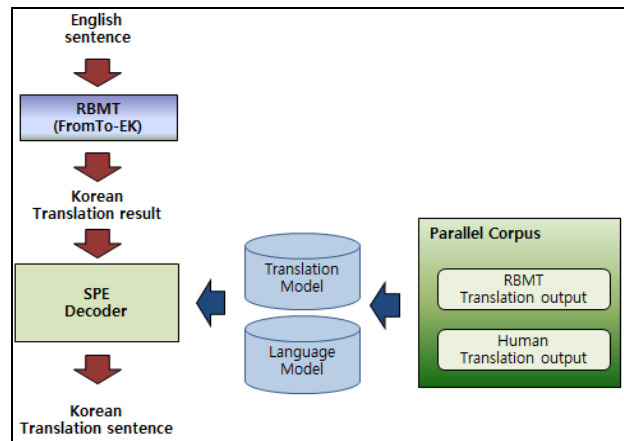 English
sentence
RBMT
(FromTo-EK)
Korean
Translation result
SPE
Decoder
Korean
Translation sentence
Translation
Model
Language
Model
Parallel Corpus
RBMT
Translation output
Human
Translation output